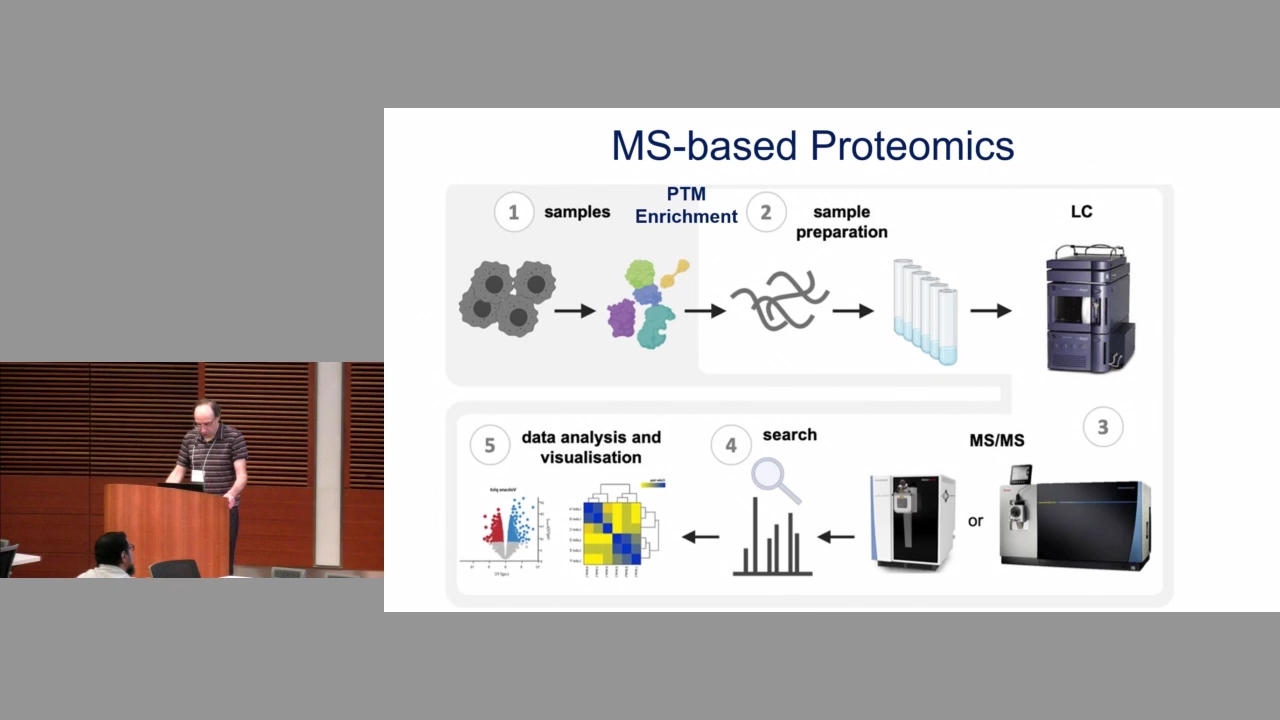 MS-based Proteomics
1
samples
PTM
Enrichment
2
sample
preparation
LC
5
data analysis and
visualisation
4
search
MS/MS
3
or